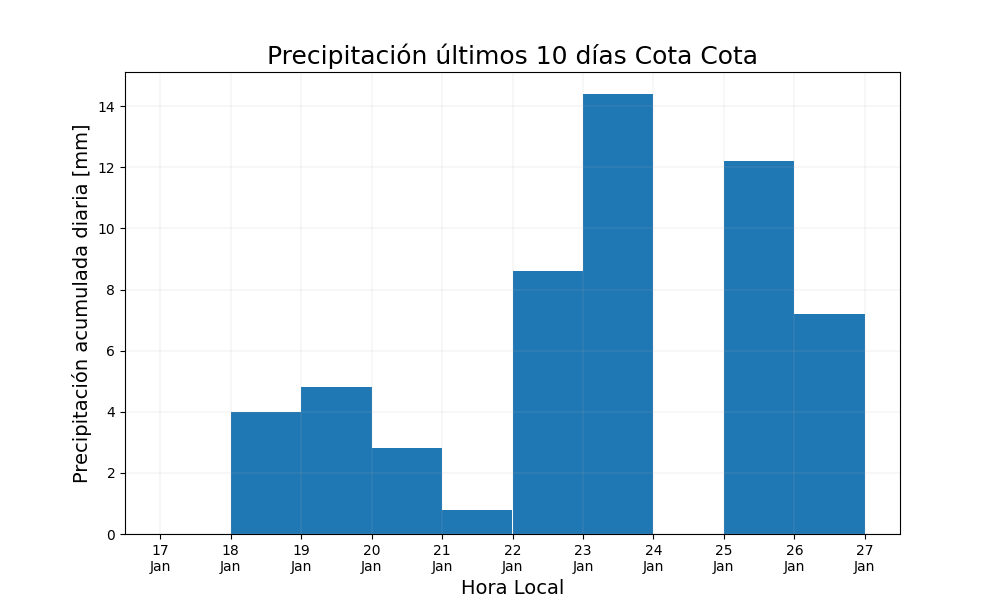 Precipitación últimos 10 días Cota Cota
Precipitación acumulada diaria [mm]
14
12
10
8
6
4
2
0
17 18 19 20 21 22 23 24 25 26 27
Jan Jan Jan Jan Jan Jan Jan Jan Jan Jan Jan
Hora Local